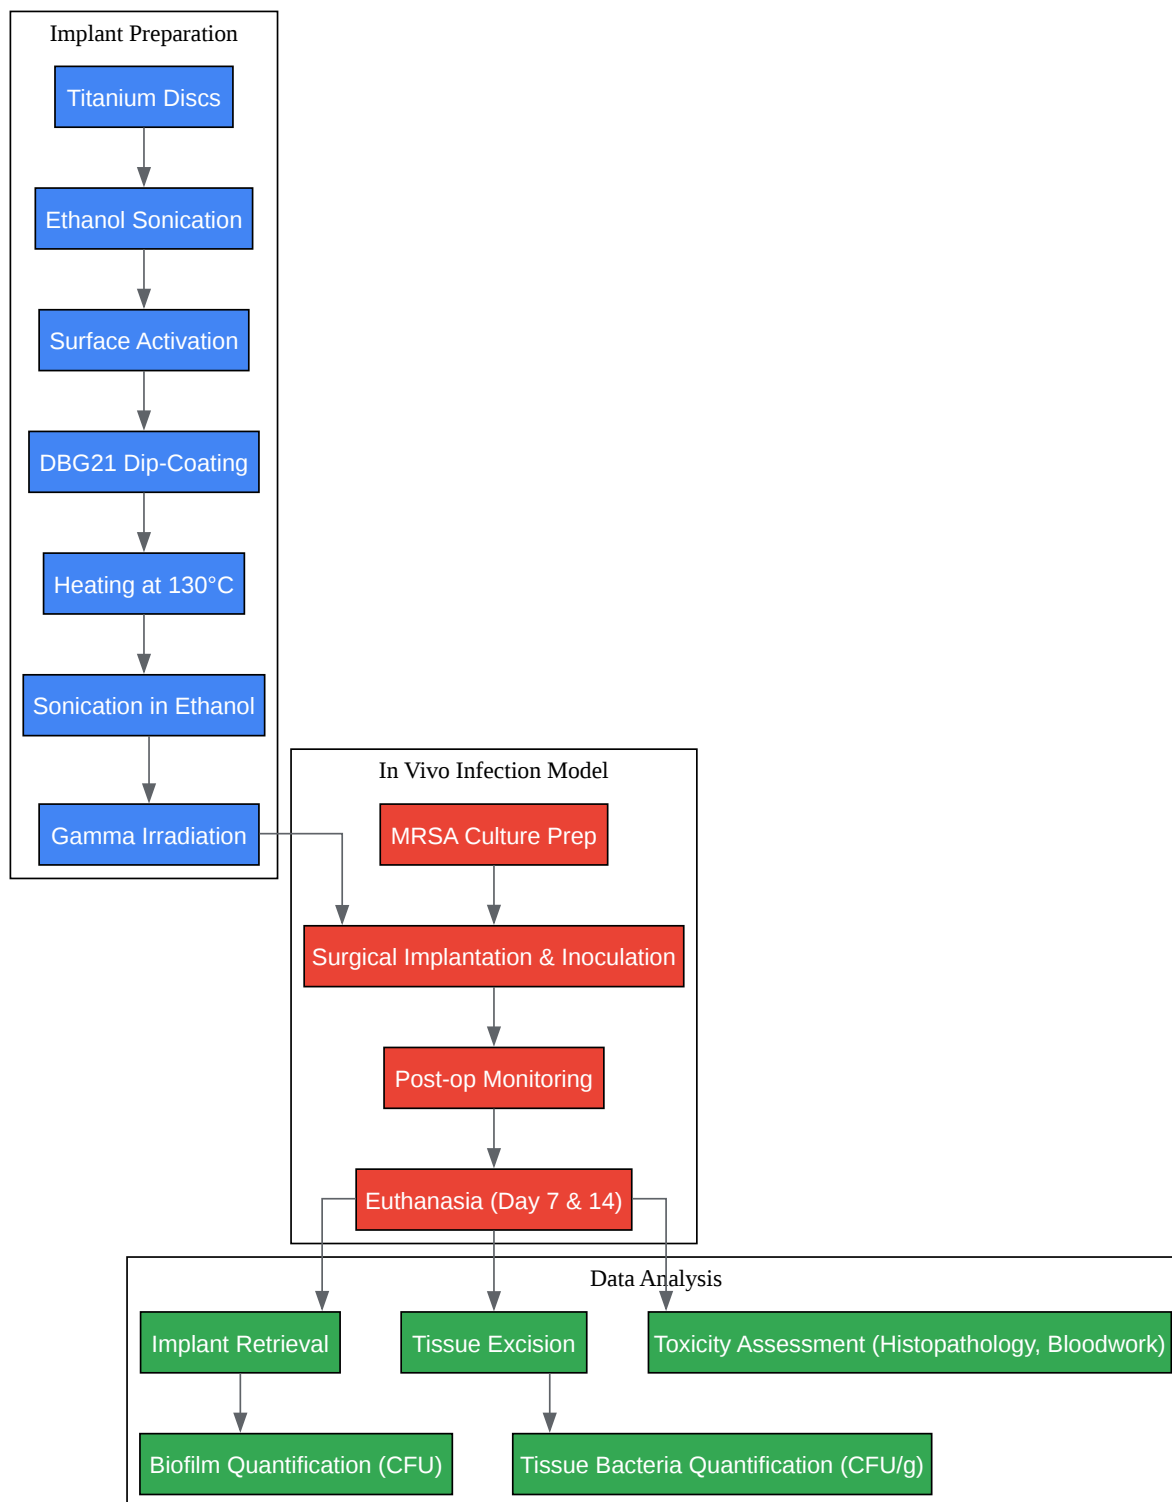 Implant Preparation
Titanium Discs
Ethanol Sonication
Surface Activation
DBG21 Dip-Coating
Heating at 130°C
Sonication in Ethanol
Gamma Irradiation
In Vivo Infection Model
MRSA Culture Prep
Surgical Implantation & Inoculation
Post-op Monitoring
Euthanasia (Day 7 & 14)
Data Analysis
Implant Retrieval
Tissue Excision
Toxicity Assessment (Histopathology, Bloodwork)
Biofilm Quantification (CFU)
Tissue Bacteria Quantification (CFU/g)